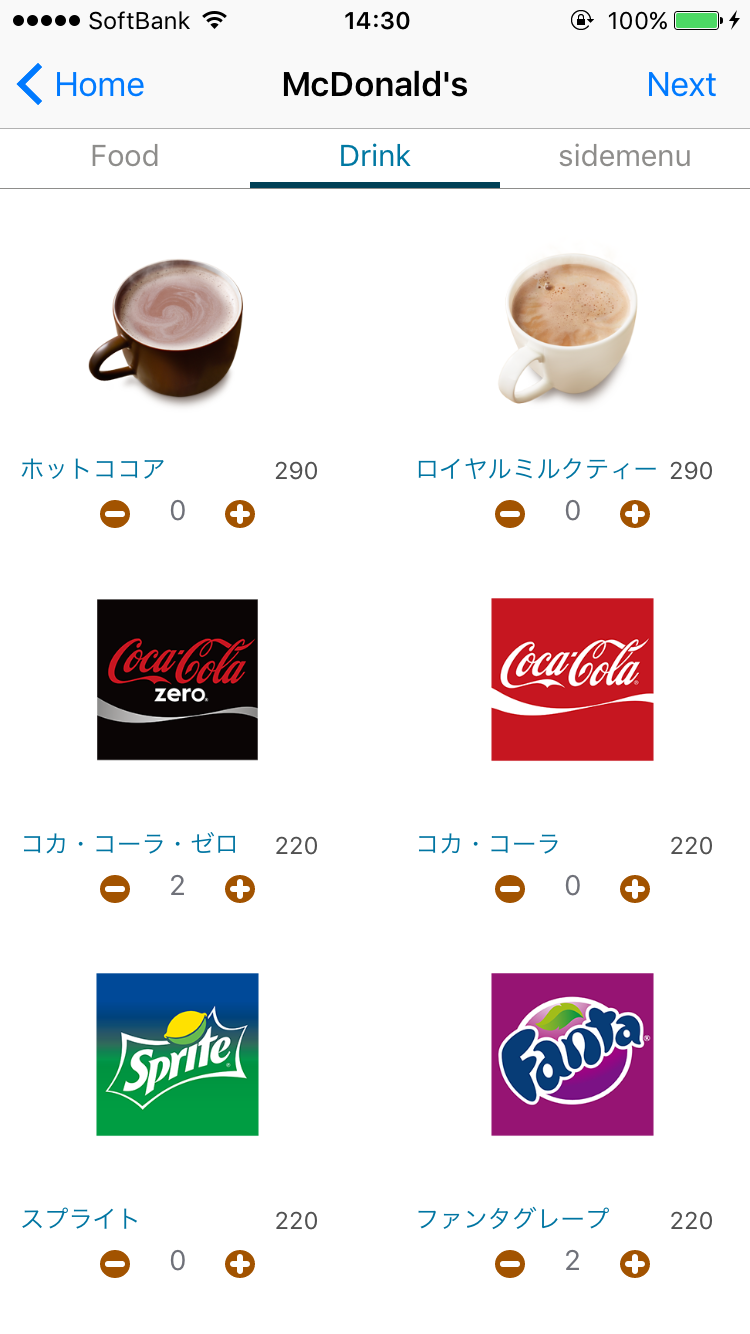 SoftBank 14:30 100%
Home McDonald's Next
Food Drink sidemenu
ホットココア 290 ロイヤルミルクティー 290
0 0
Coca-Cola zero. Coca-Cola
コカ・コーラ・ゼロ 220 コカ・コーラ 220
2 0
Sprite Fanta
スプライト 220 ファンタグレープ 220
0 2